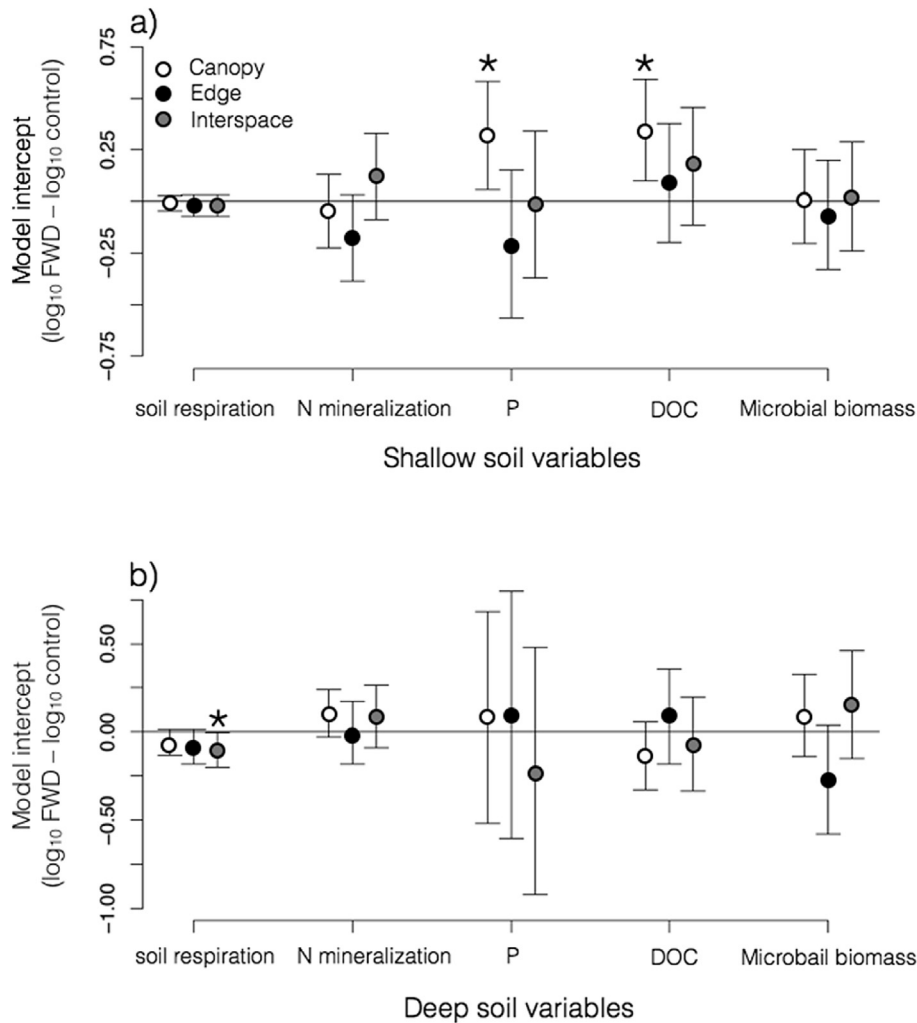 a)
0.75
0.25
-0.25
-0.75
Model intercept
(log₁₀ FWD – log₁₀ control)
Canopy
Edge
Interspace
*
*
soil respiration N mineralization P DOC Microbial biomass
Shallow soil variables
b)
0.50
0.00
-0.50
-1.00
Model intercept
(log₁₀ FWD – log₁₀ control)
*
soil respiration N mineralization P DOC Microbail biomass
Deep soil variables